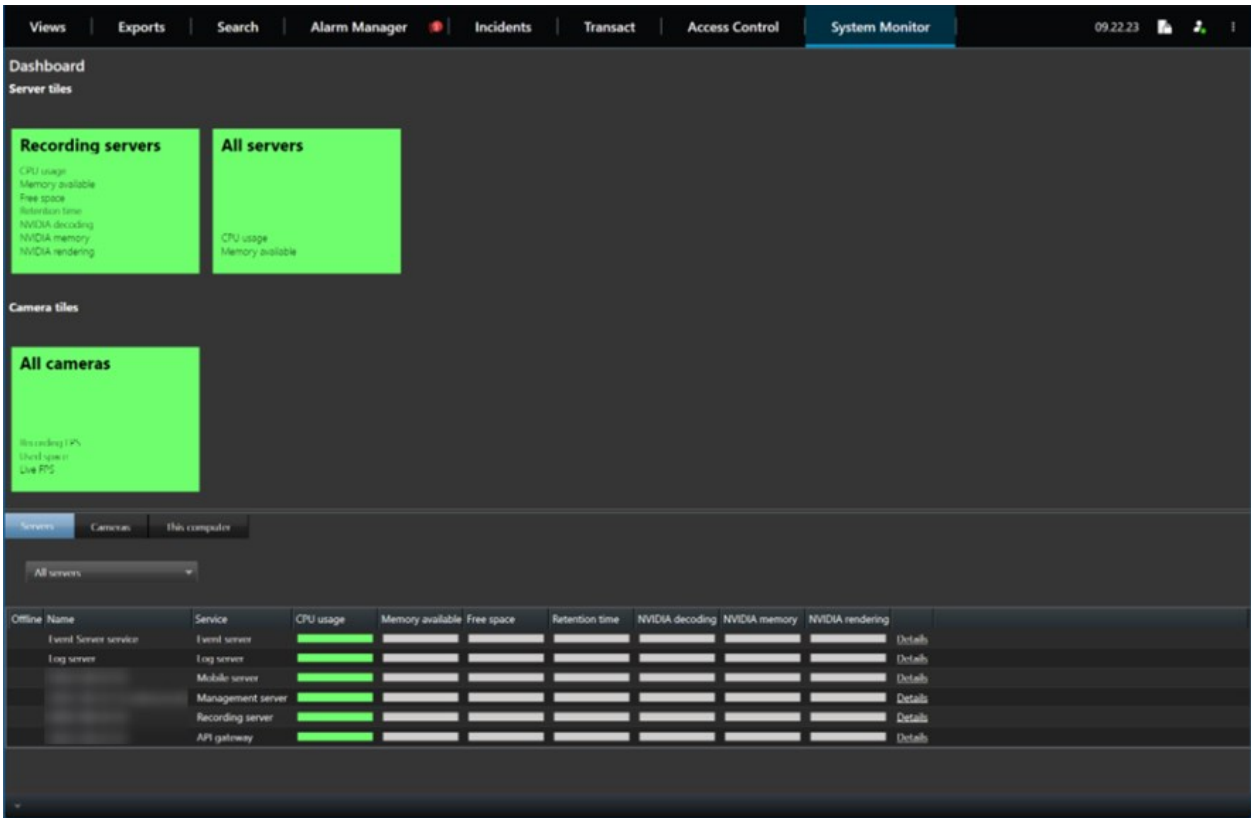 Views Exports Search Alarm Manager Incidents Transact Access Control System Monitor 09.22.23
Dashboard
Server tiles
Recording servers
CPU usage
Memory available
Free space
Retention time
NVIDIA decoding
NVIDIA memory
NVIDIA rendering
All servers
CPU usage
Memory available
Camera tiles
All cameras
Recording FPS
Used space
Live FPS
Servers Cameras This computer
All servers
Offline Name Service CPU usage Memory available Free space Retention time NVIDIA decoding NVIDIA memory NVIDIA rendering
Event Server service Event server Details
Log server Log server Details
Mobile server Details
Management server Details
Recording server Details
API gateway Details